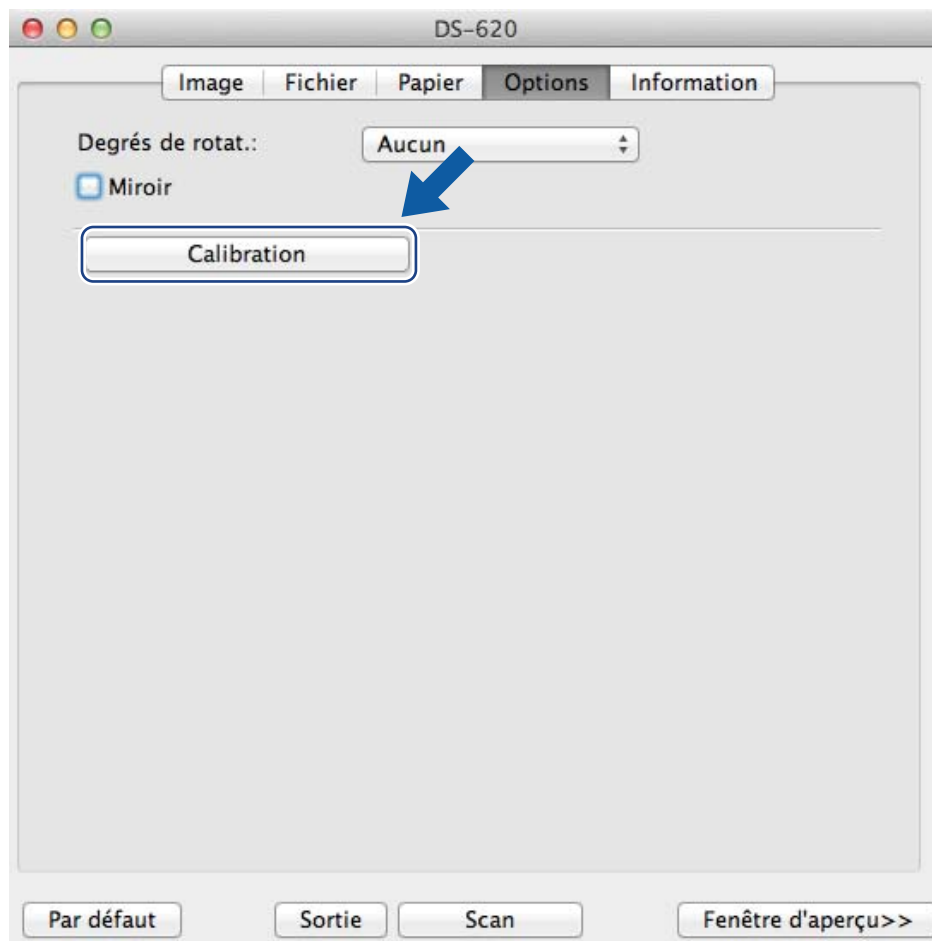 DS-620
Image Fichier Papier Options Information
Degrés de rotat.: Aucun
Miroir
Calibration
Par défaut Sortie Scan Fenêtre d'aperçu>>